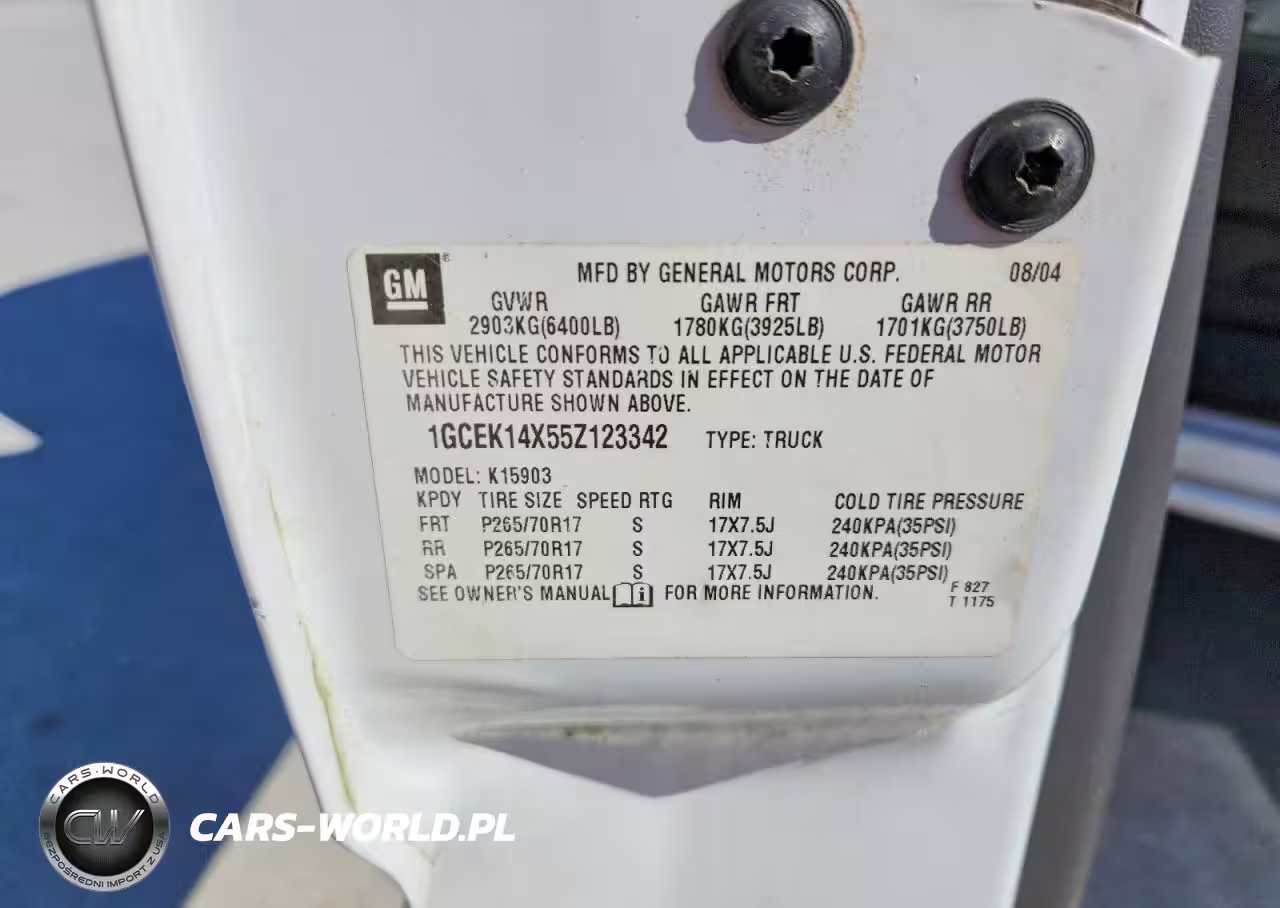 GM ®
MFD BY GENERAL MOTORS CORP. 08/04
GVWR GAWR FRT GAWR RR
2903KG(6400LB) 1780KG(3925LB) 1701KG(3750LB)
THIS VEHICLE CONFORMS TO ALL APPLICABLE U.S. FEDERAL MOTOR
VEHICLE SAFETY STANDARDS IN EFFECT ON THE DATE OF
MANUFACTURE SHOWN ABOVE.
1GCEK14X55Z123342 TYPE: TRUCK
MODEL: K15903
KPDY TIRE SIZE SPEED RTG RIM COLD TIRE PRESSURE
FRT P265/70R17 S 17X7.5J 240KPA(35PSI)
RR P265/70R17 S 17X7.5J 240KPA(35PSI)
SPA P265/70R17 S 17X7.5J 240KPA(35PSI)
SEE OWNER'S MANUAL i FOR MORE INFORMATION.
F 827
T 1175
CARS-WORLD
CW
BEZPOŚREDNI IMPORT Z USA
CARS-WORLD.PL